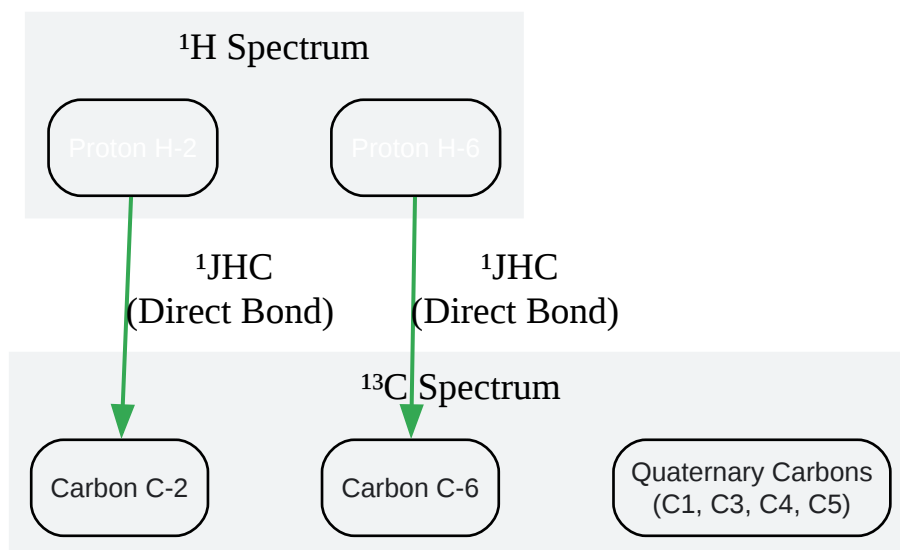 ¹H Spectrum
Proton H-2
Proton H-6
¹JHC
(Direct Bond)
¹JHC
(Direct Bond)
¹³C Spectrum
Carbon C-2
Carbon C-6
Quaternary Carbons
(C1, C3, C4, C5)